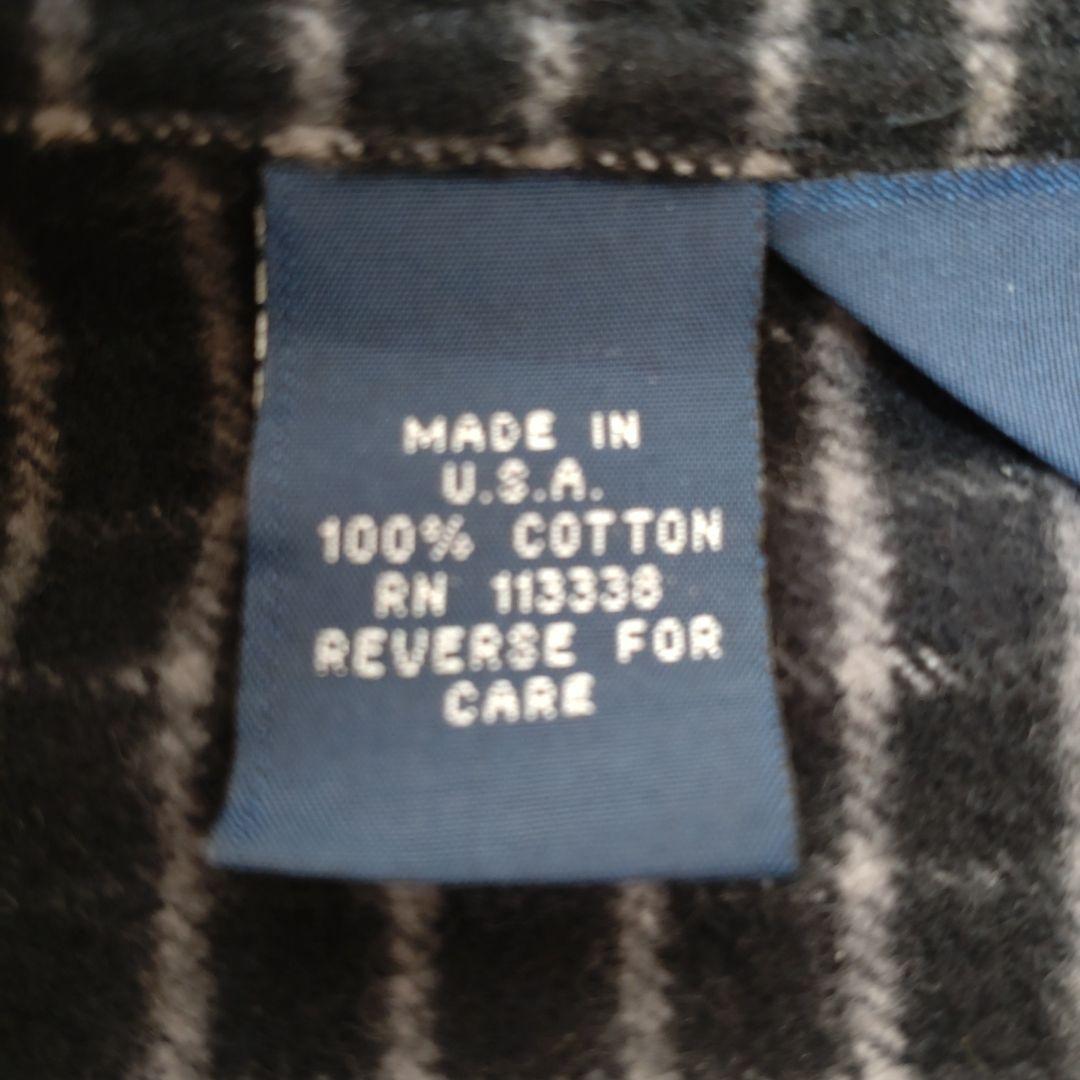 MADE IN
U.S.A.
100% COTTON
RN 113338
REVERSE FOR
CARE